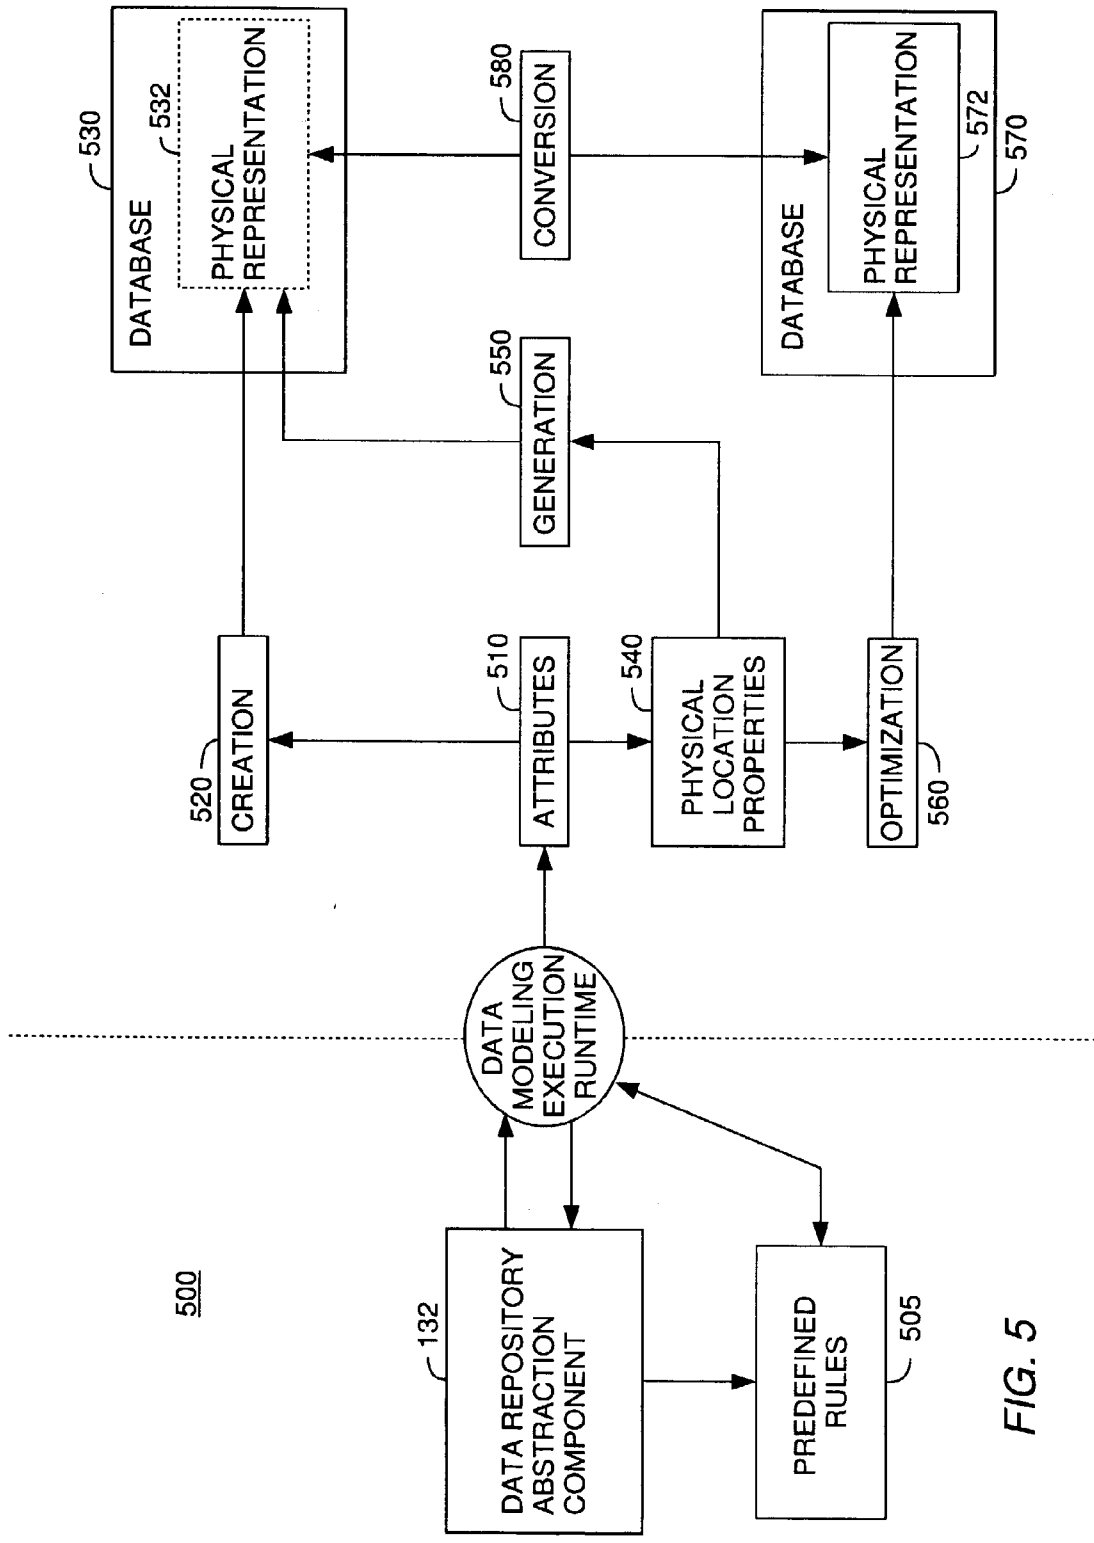 500
132
DATA REPOSITORY
ABSTRACTION
COMPONENT
PREDEFINED
RULES
505
DATA
MODELING
EXECUTION
RUNTIME
520
CREATION
510
ATTRIBUTES
540
PHYSICAL
LOCATION
PROPERTIES
OPTIMIZATION
560
550
GENERATION
530
DATABASE
532
PHYSICAL
REPRESENTATION
580
CONVERSION
DATABASE
PHYSICAL
REPRESENTATION
572
570
FIG. 5